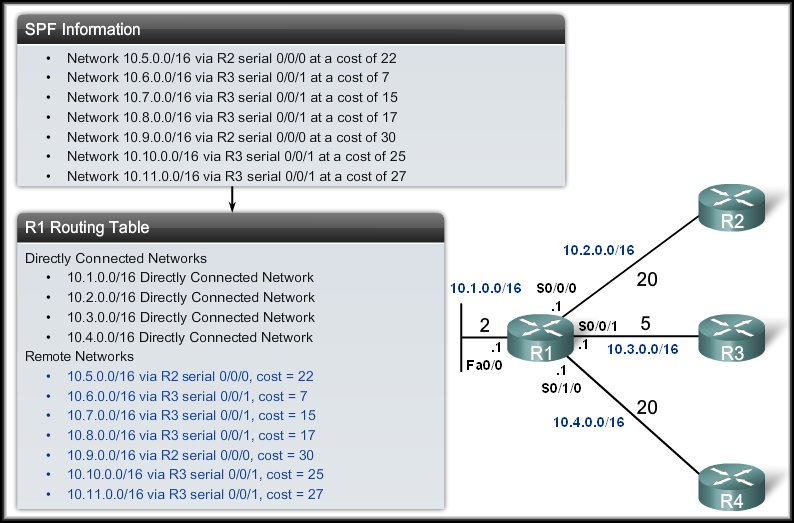 SPF Information
• Network 10.5.0.0/16 via R2 serial 0/0/0 at a cost of 22
• Network 10.6.0.0/16 via R3 serial 0/0/1 at a cost of 7
• Network 10.7.0.0/16 via R3 serial 0/0/1 at a cost of 15
• Network 10.8.0.0/16 via R3 serial 0/0/1 at a cost of 17
• Network 10.9.0.0/16 via R2 serial 0/0/0 at a cost of 30
• Network 10.10.0.0/16 via R3 serial 0/0/1 at a cost of 25
• Network 10.11.0.0/16 via R3 serial 0/0/1 at a cost of 27
R1 Routing Table
Directly Connected Networks
• 10.1.0.0/16 Directly Connected Network
• 10.2.0.0/16 Directly Connected Network
• 10.3.0.0/16 Directly Connected Network
• 10.4.0.0/16 Directly Connected Network
Remote Networks
• 10.5.0.0/16 via R2 serial 0/0/0, cost = 22
• 10.6.0.0/16 via R3 serial 0/0/1, cost = 7
• 10.7.0.0/16 via R3 serial 0/0/1, cost = 15
• 10.8.0.0/16 via R3 serial 0/0/1, cost = 17
• 10.9.0.0/16 via R2 serial 0/0/0, cost = 30
• 10.10.0.0/16 via R3 serial 0/0/1, cost = 25
• 10.11.0.0/16 via R3 serial 0/0/1, cost = 27
R2
10.2.0.0/16
20
10.1.0.0/16
S0/0/0
.1
2
S0/0/1
5
.1
.1
R1
10.3.0.0/16
R3
Fa0/0
.1
S0/1/0
20
10.4.0.0/16
R4